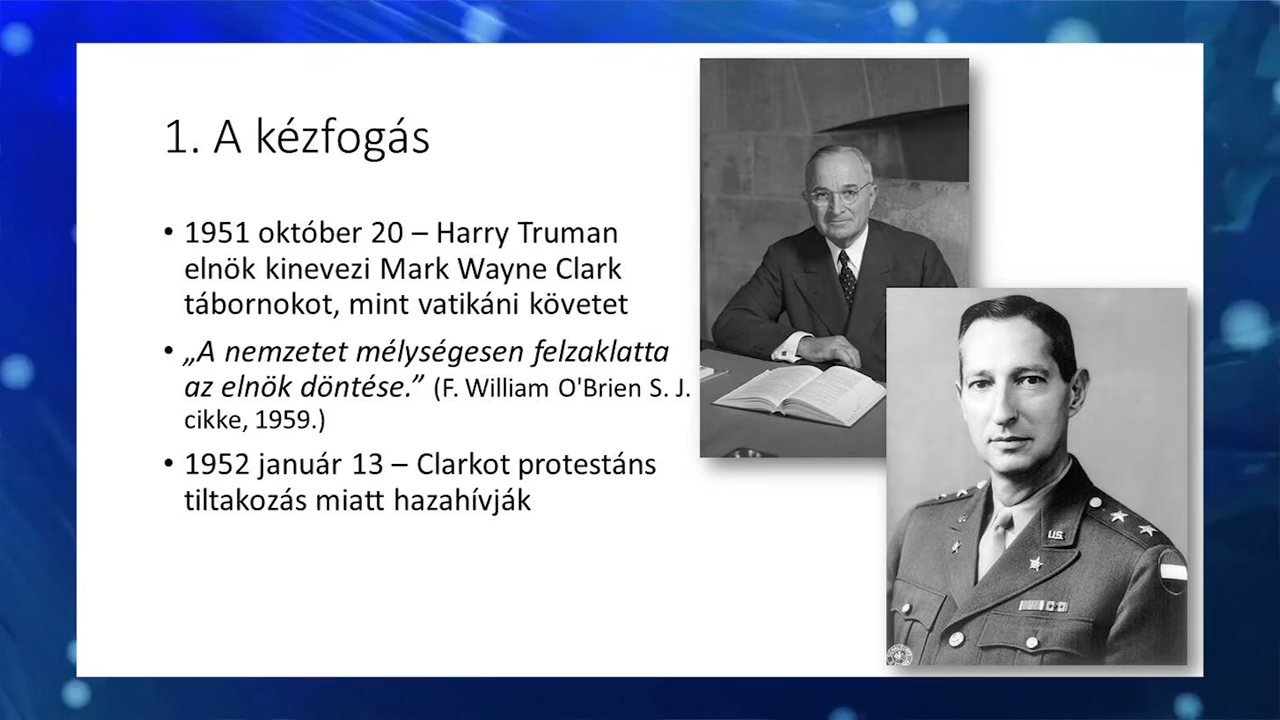 1. A kézfogás
• 1951 október 20 – Harry Truman
elnök kinevezi Mark Wayne Clark
tábornokot, mint vatikáni követet
• „A nemzetet mélységesen felzaklatta
az elnök döntése.” (F. William O'Brien S. J.
cikke, 1959.)
• 1952 január 13 – Clarkot protestáns
tiltakozás miatt hazahívják
U.S.